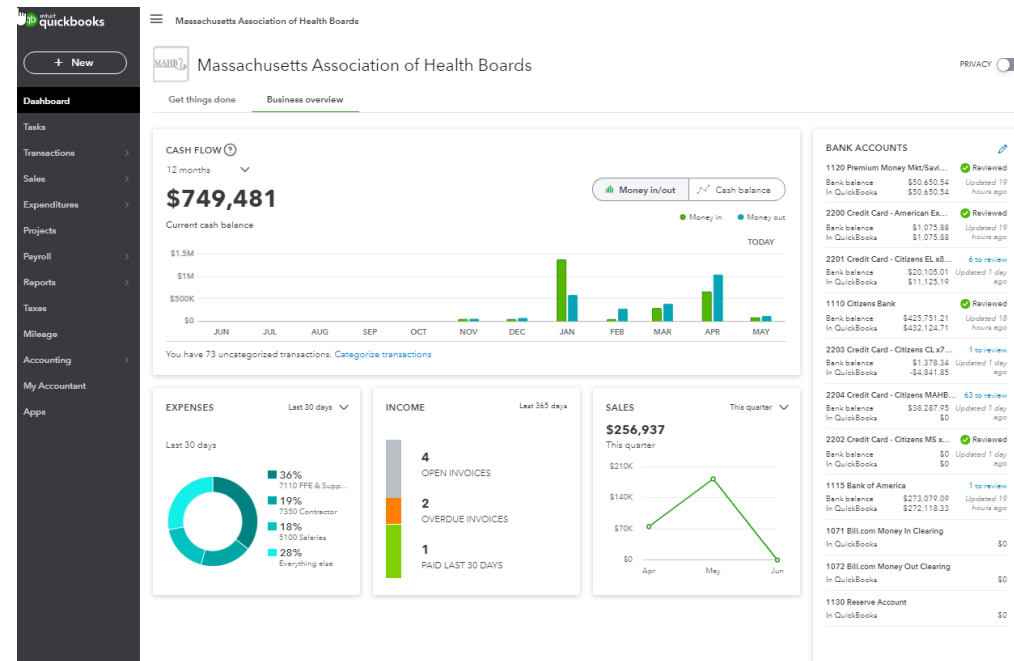 intuit
quickbooks
Massachusetts Association of Health Boards
+ New
MAHB
Massachusetts Association of Health Boards
PRIVACY
Get things done
Business overview
Dashboard
Tasks
Transactions
Sales
Expenditures
Projects
Payroll
Reports
Taxes
Mileage
Accounting
My Accountant
Apps
CASH FLOW ?
12 months
$749,481
Current cash balance
Money in/out
Cash balance
Money in
Money out
TODAY
$1.5M
$1M
$500K
$0
JUN JUL AUG SEP OCT NOV DEC JAN FEB MAR APR MAY
You have 73 uncategorized transactions. Categorize transactions
EXPENSES
Last 30 days
Last 30 days
36%
7110 PPE & Supp...
19%
7350 Contractor
18%
5100 Salaries
28%
Everything else
INCOME
Last 365 days
4
OPEN INVOICES
2
OVERDUE INVOICES
1
PAID LAST 30 DAYS
SALES
This quarter
$256,937
This quarter
$210K
$140K
$70K
$0
Apr May Jun
BANK ACCOUNTS
1120 Premium Money Mkt/Savi... Reviewed
Bank balance $50,650.54 Updated 19
In QuickBooks $50,650.54 hours ago
2200 Credit Card - American Ex... Reviewed
Bank balance $1,075.88 Updated 19
In QuickBooks $1,075.88 hours ago
2201 Credit Card - Citizens EL x8... 6 to review
Bank balance $20,105.01 Updated 1 day
In QuickBooks $11,125.19 ago
1110 Citizens Bank Reviewed
Bank balance $425,751.21 Updated 18
In QuickBooks $432,124.71 hours ago
2203 Credit Card - Citizens CL x7... 1 to review
Bank balance $1,378.34 Updated 1 day
In QuickBooks -$4,841.85 ago
2204 Credit Card - Citizens MAHB... 63 to review
Bank balance $38,287.95 Updated 1 day
In QuickBooks $0 ago
2202 Credit Card - Citizens MS x... Reviewed
Bank balance $0 Updated 1 day
In QuickBooks $0 ago
1115 Bank of America 1 to review
Bank balance $273,079.09 Updated 19
In QuickBooks $272,118.33 hours ago
1071 Bill.com Money In Clearing
In QuickBooks $0
1072 Bill.com Money Out Clearing
In QuickBooks $0
1130 Reserve Account
In QuickBooks $0